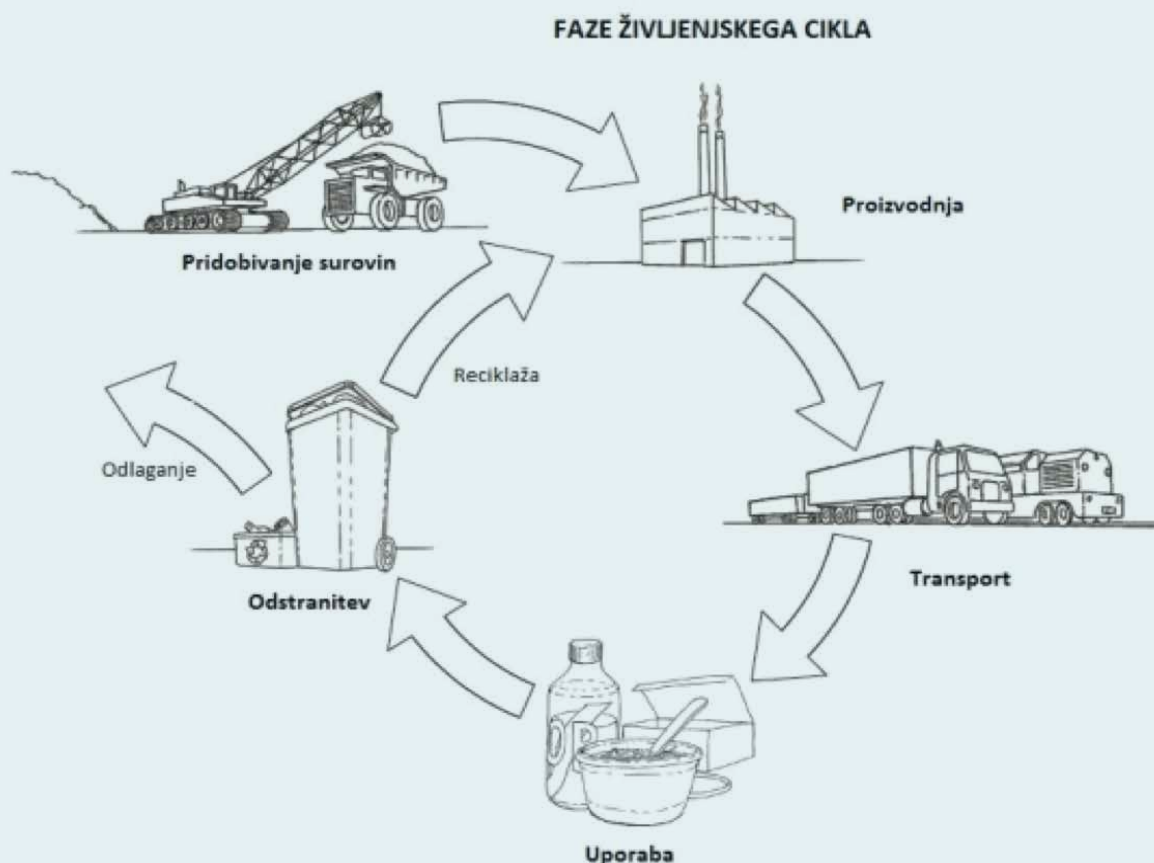 FAZE ŽIVLJENJSKEGA CIKLA
Pridobivanje surovin
Proizvodnja
Reciklaža
Odlaganje
Transport
Odstranitev
Uporaba